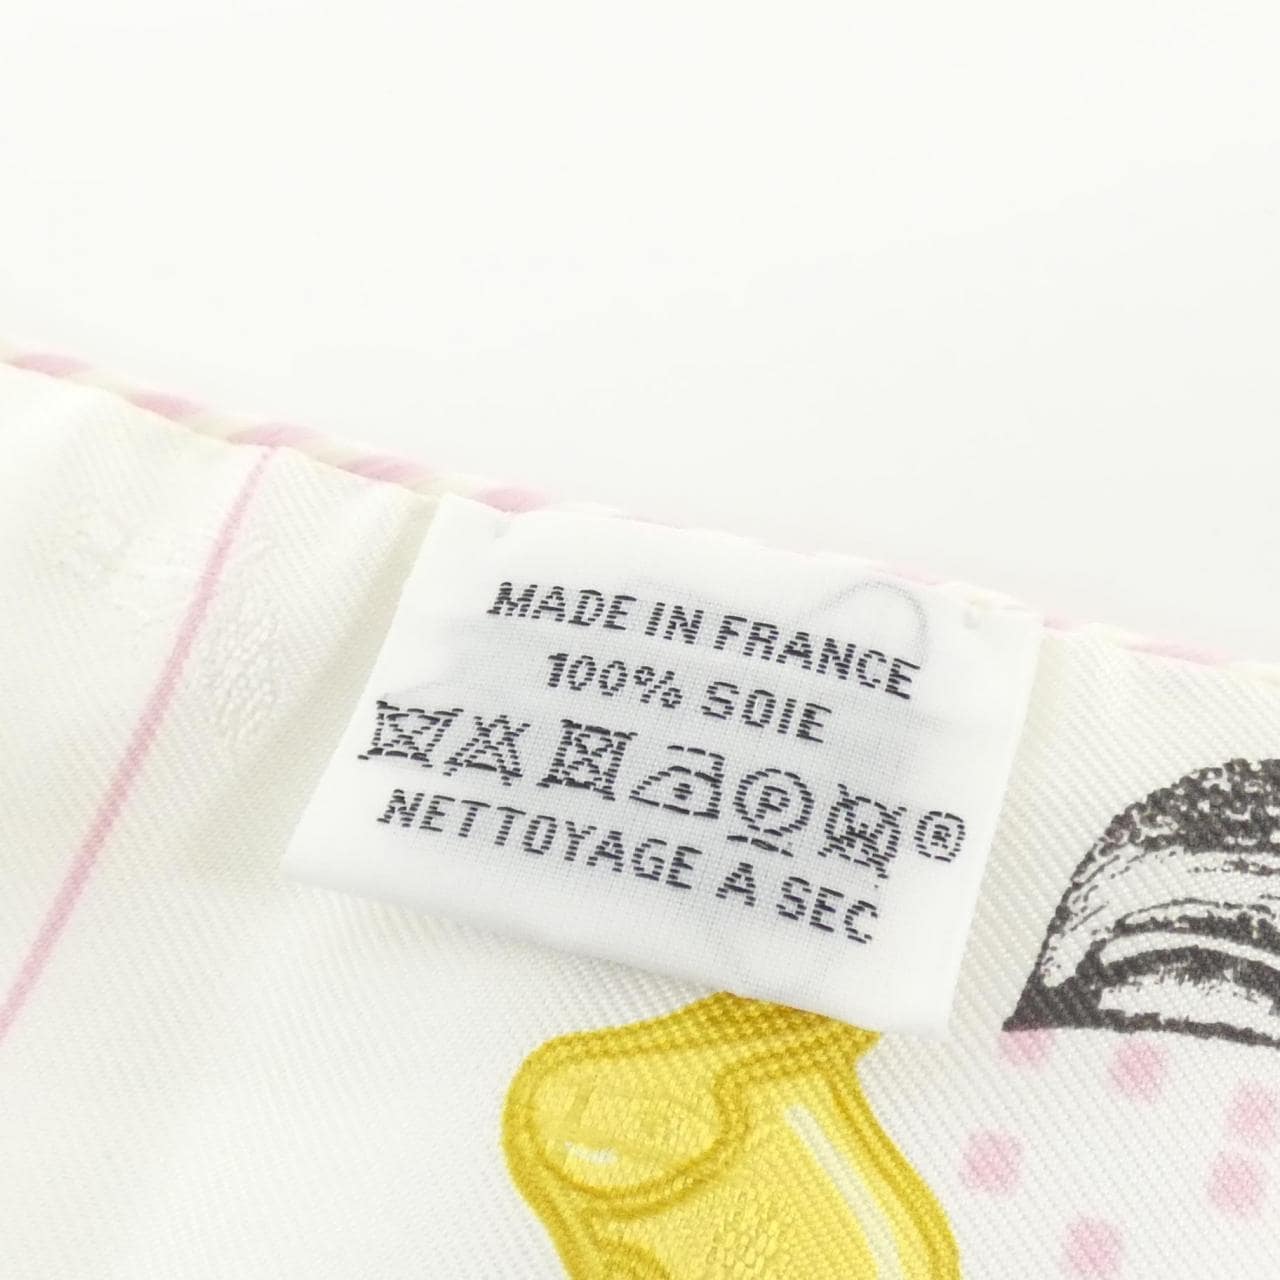 MADE IN FRANCE
100% SOIE
P ®
NETTOYAGE A SEC